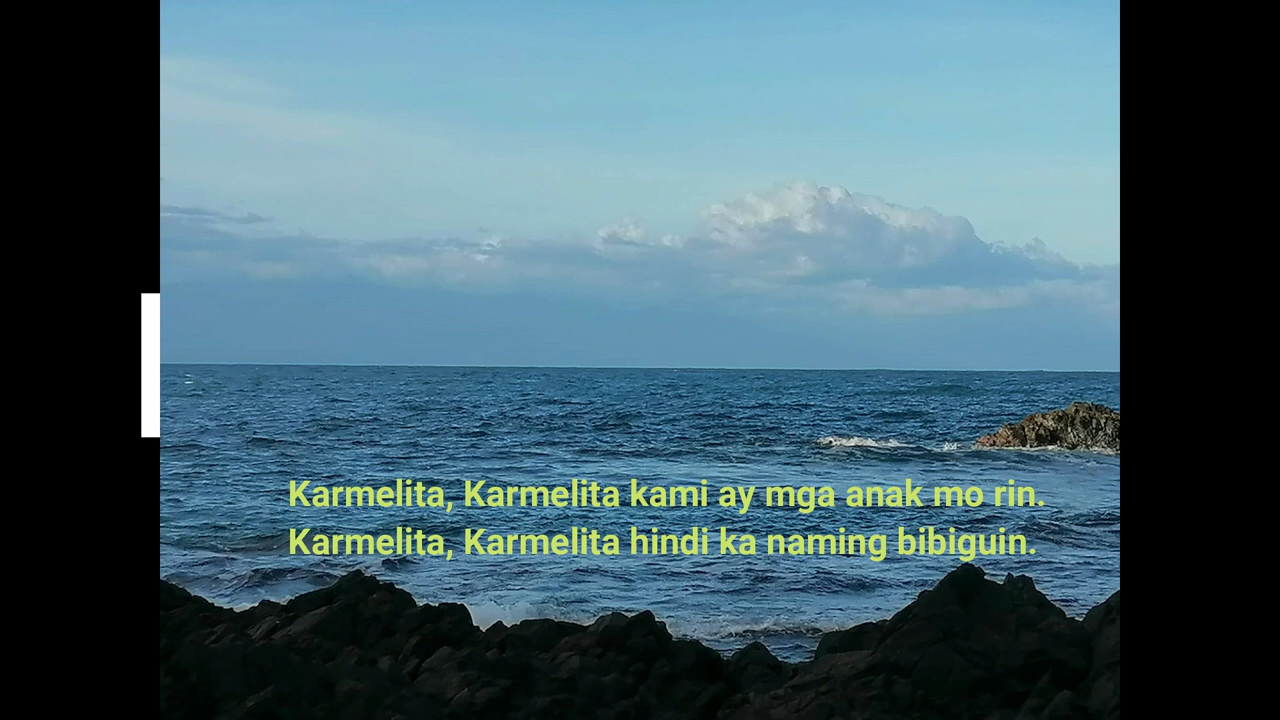 Karmelita, Karmelita kami ay mga anak mo rin.
Karmelita, Karmelita hindi ka naming bibiguin.